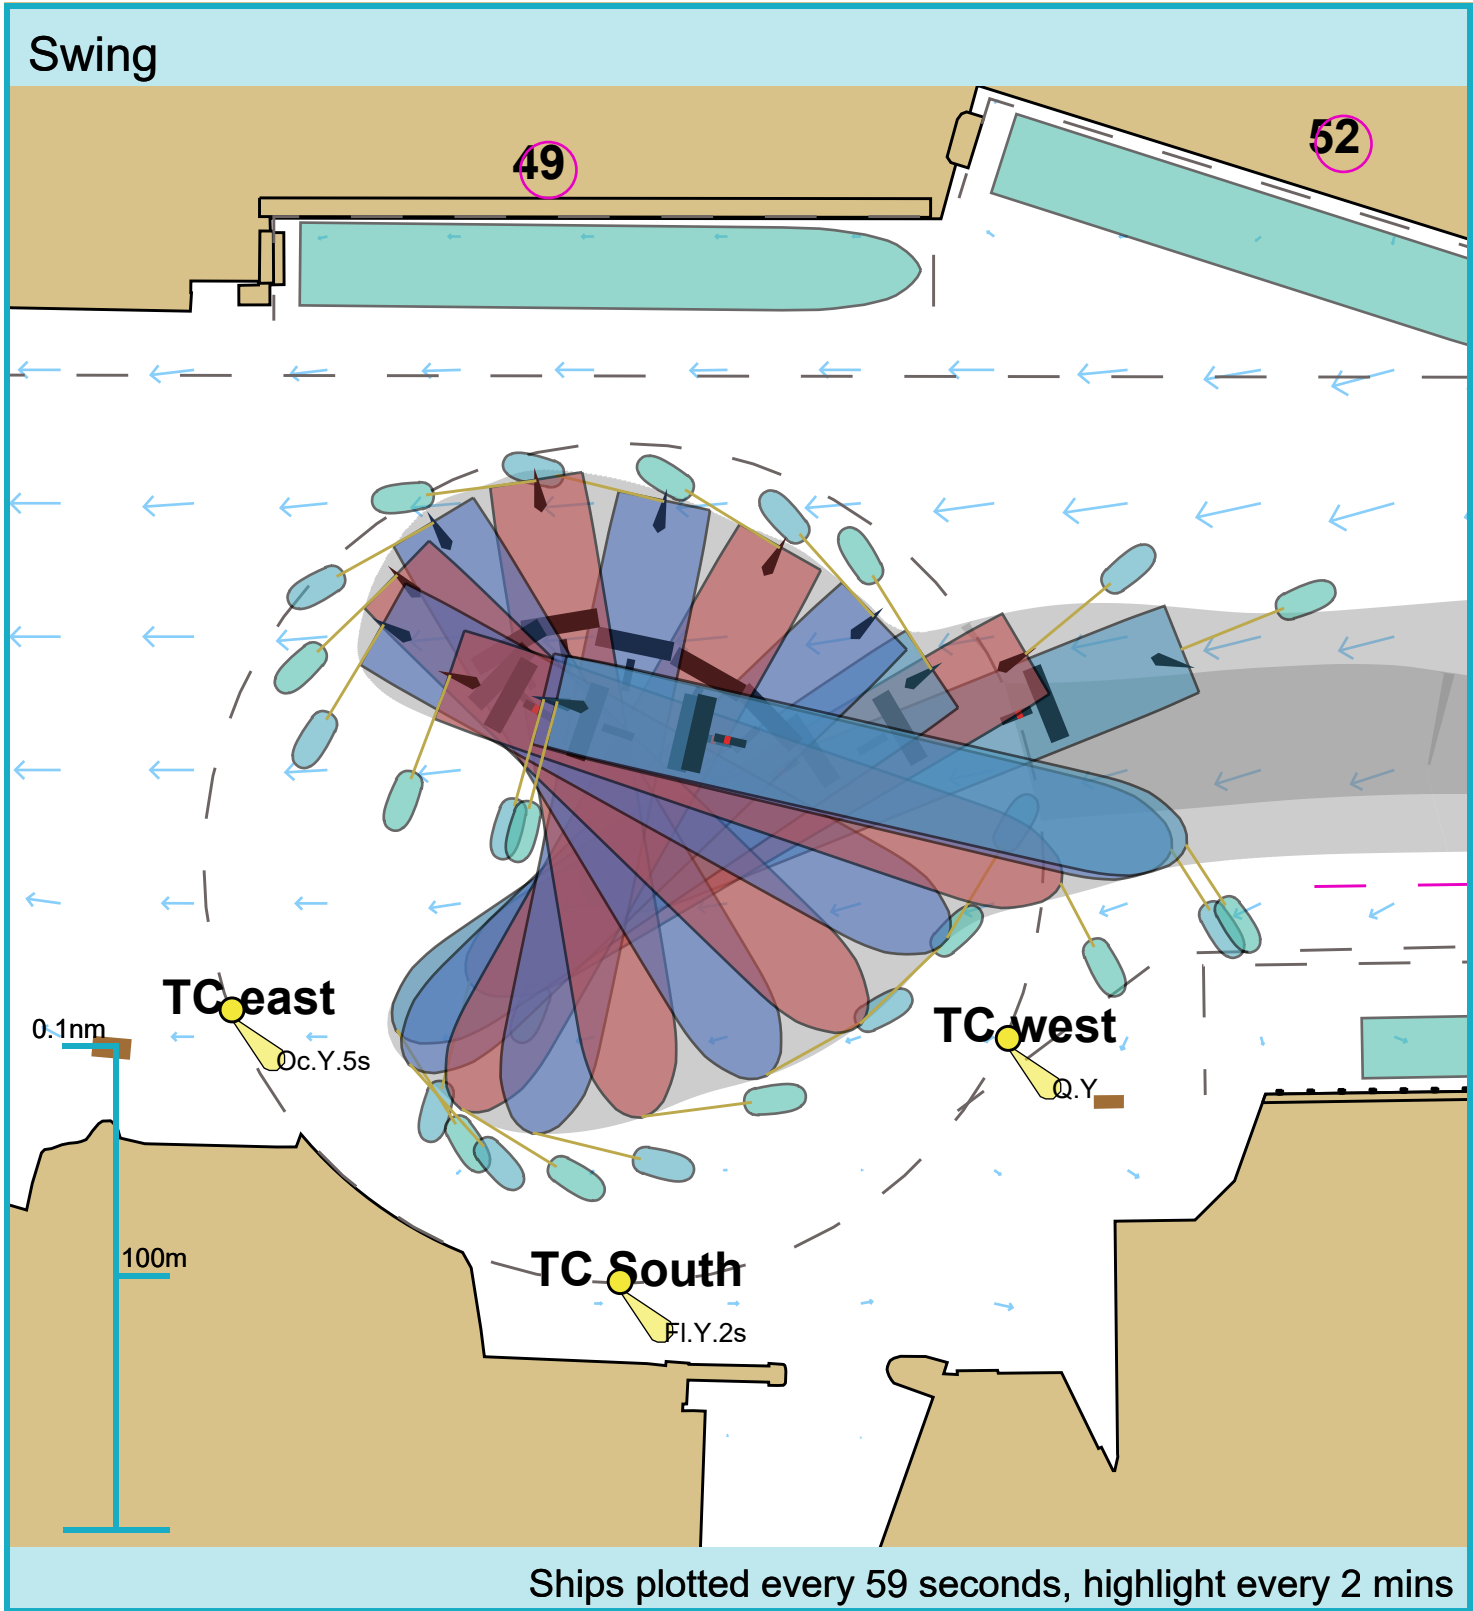 Swing
49
52
TC east
Oc.Y.5s
0.1nm
TC west
Q.Y
100m
TC South
Fl.Y.2s
Ships plotted every 59 seconds, highlight every 2 mins